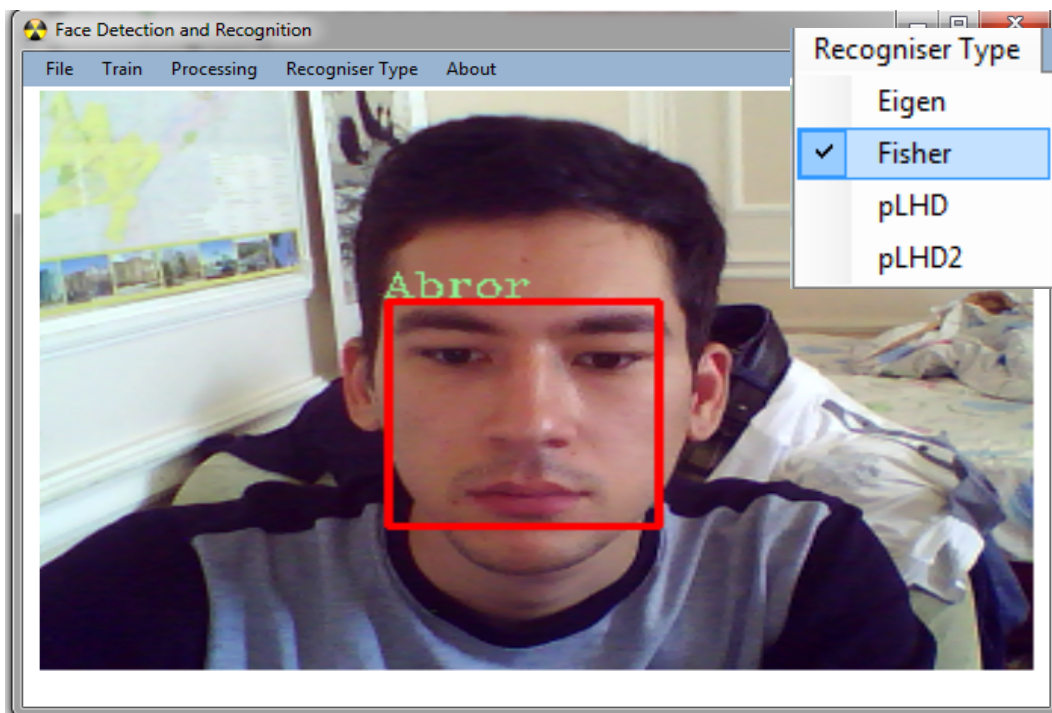 Face Detection and Recognition
File Train Processing Recogniser Type About
Recogniser Type
Eigen
Fisher
pLHD
pLHD2
Abror